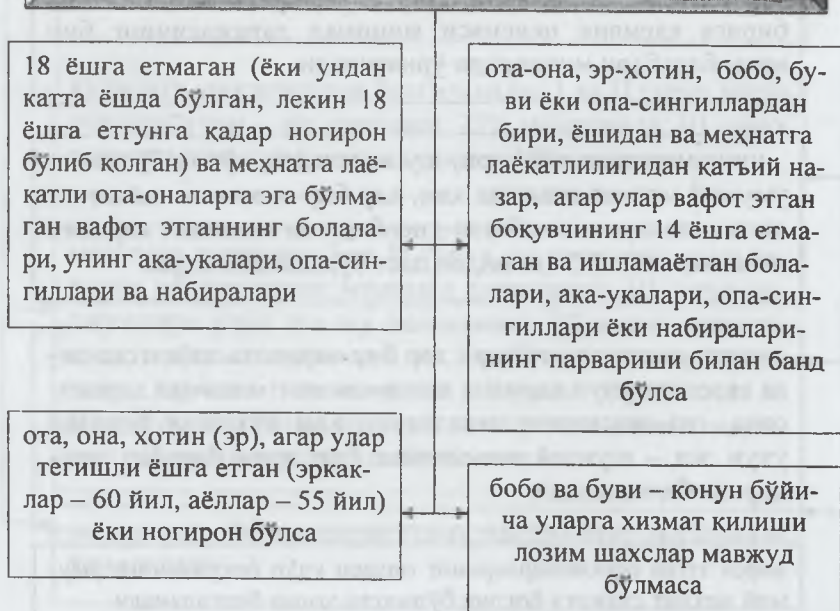 18 ёшга етмаган (ёки ундан
катта ёшда бўлган, лекин 18
ёшга етгунга қадар ногирон
бўлиб қолган) ва меҳнатга лаё-
қатли ота-оналарга эга бўлма-
ган вафот этганнинг болала-
ри, унинг ака-укалари, опа-син-
гиллари ва набиралари
ота-она, эр-хотин, бобо, бу-
ви ёки опа-сингиллардан
бири, ёшидан ва меҳнатга
лаёқатлилигидан қатъий на-
зар, агар улар вафот этган
боқувчининг 14 ёшга етма-
ган ва ишламаётган бола-
лари, ака-укалари, опа-син-
гиллари ёки набиралари-
нинг парвариши билан банд
бўлса
ота, она, хотин (эр), агар улар
тегишли ёшга етган (эркак-
лар – 60 йил, аёллар – 55 йил)
ёки ногирон бўлса
бобо ва буви – қонун бўйи-
ча уларга хизмат қилиши
лозим шахслар мавжуд
бўлмаса